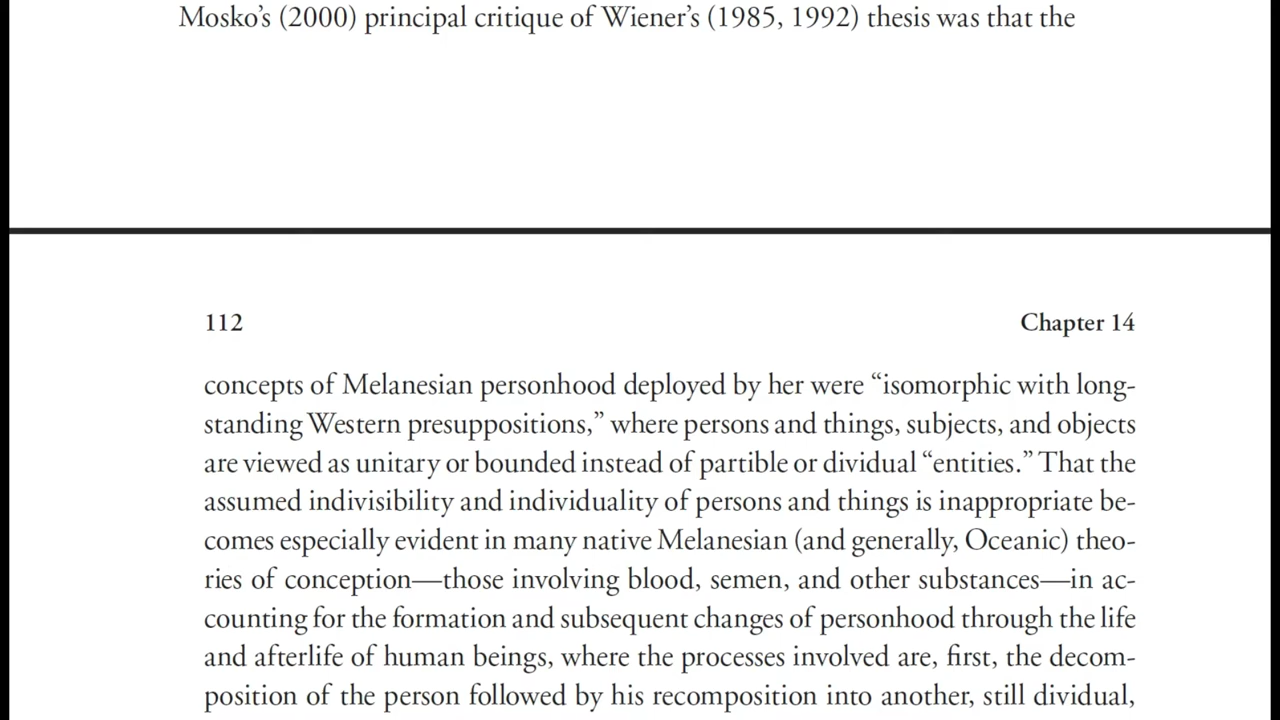 Mosko’s (2000) principal critique of Wiener’s (1985, 1992) thesis was that the
112 Chapter 14
concepts of Melanesian personhood deployed by her were “isomorphic with long-
standing Western presuppositions,” where persons and things, subjects, and objects
are viewed as unitary or bounded instead of partible or dividual “entities.” That the
assumed indivisibility and individuality of persons and things is inappropriate be-
comes especially evident in many native Melanesian (and generally, Oceanic) theo-
ries of conception—those involving blood, semen, and other substances—in ac-
counting for the formation and subsequent changes of personhood through the life
and afterlife of human beings, where the processes involved are, first, the decom-
position of the person followed by his recomposition into another, still dividual,